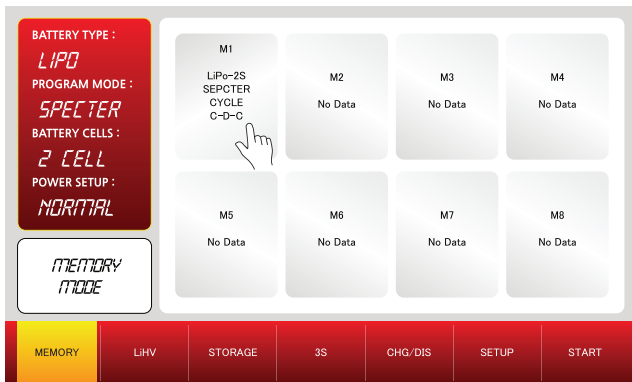 BATTERY TYPE :
LIPO
PROGRAM MODE :
SPECTER
BATTERY CELLS :
2 CELL
POWER SETUP :
NORMAL
MEMORY
MODE
M1
LiPo-2S
SEPCTER
CYCLE
C-D-C
M2
No Data
M3
No Data
M4
No Data
M5
No Data
M6
No Data
M7
No Data
M8
No Data
MEMORY
LiHV
STORAGE
3S
CHG/DIS
SETUP
START